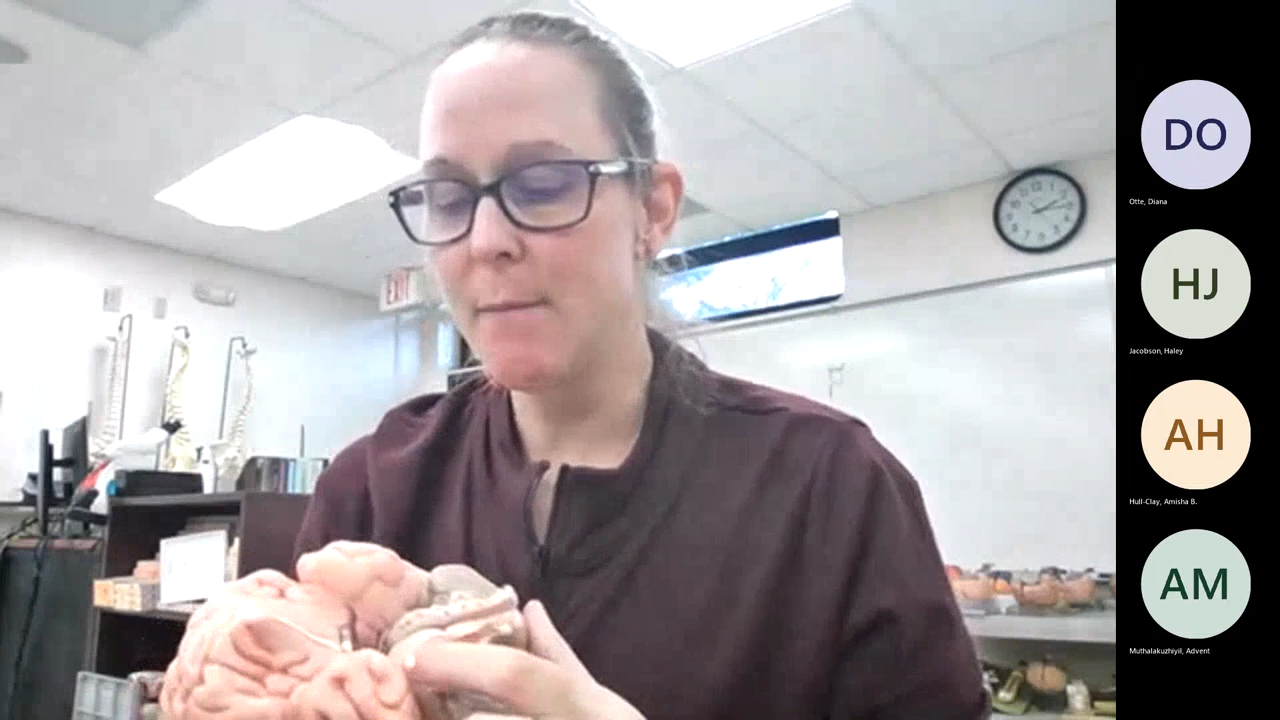 EXIT
DO
Otte, Diana
HJ
Jacobson, Haley
AH
Hull-Clay, Amisha B.
AM
Muthalakuzhiyil, Advent